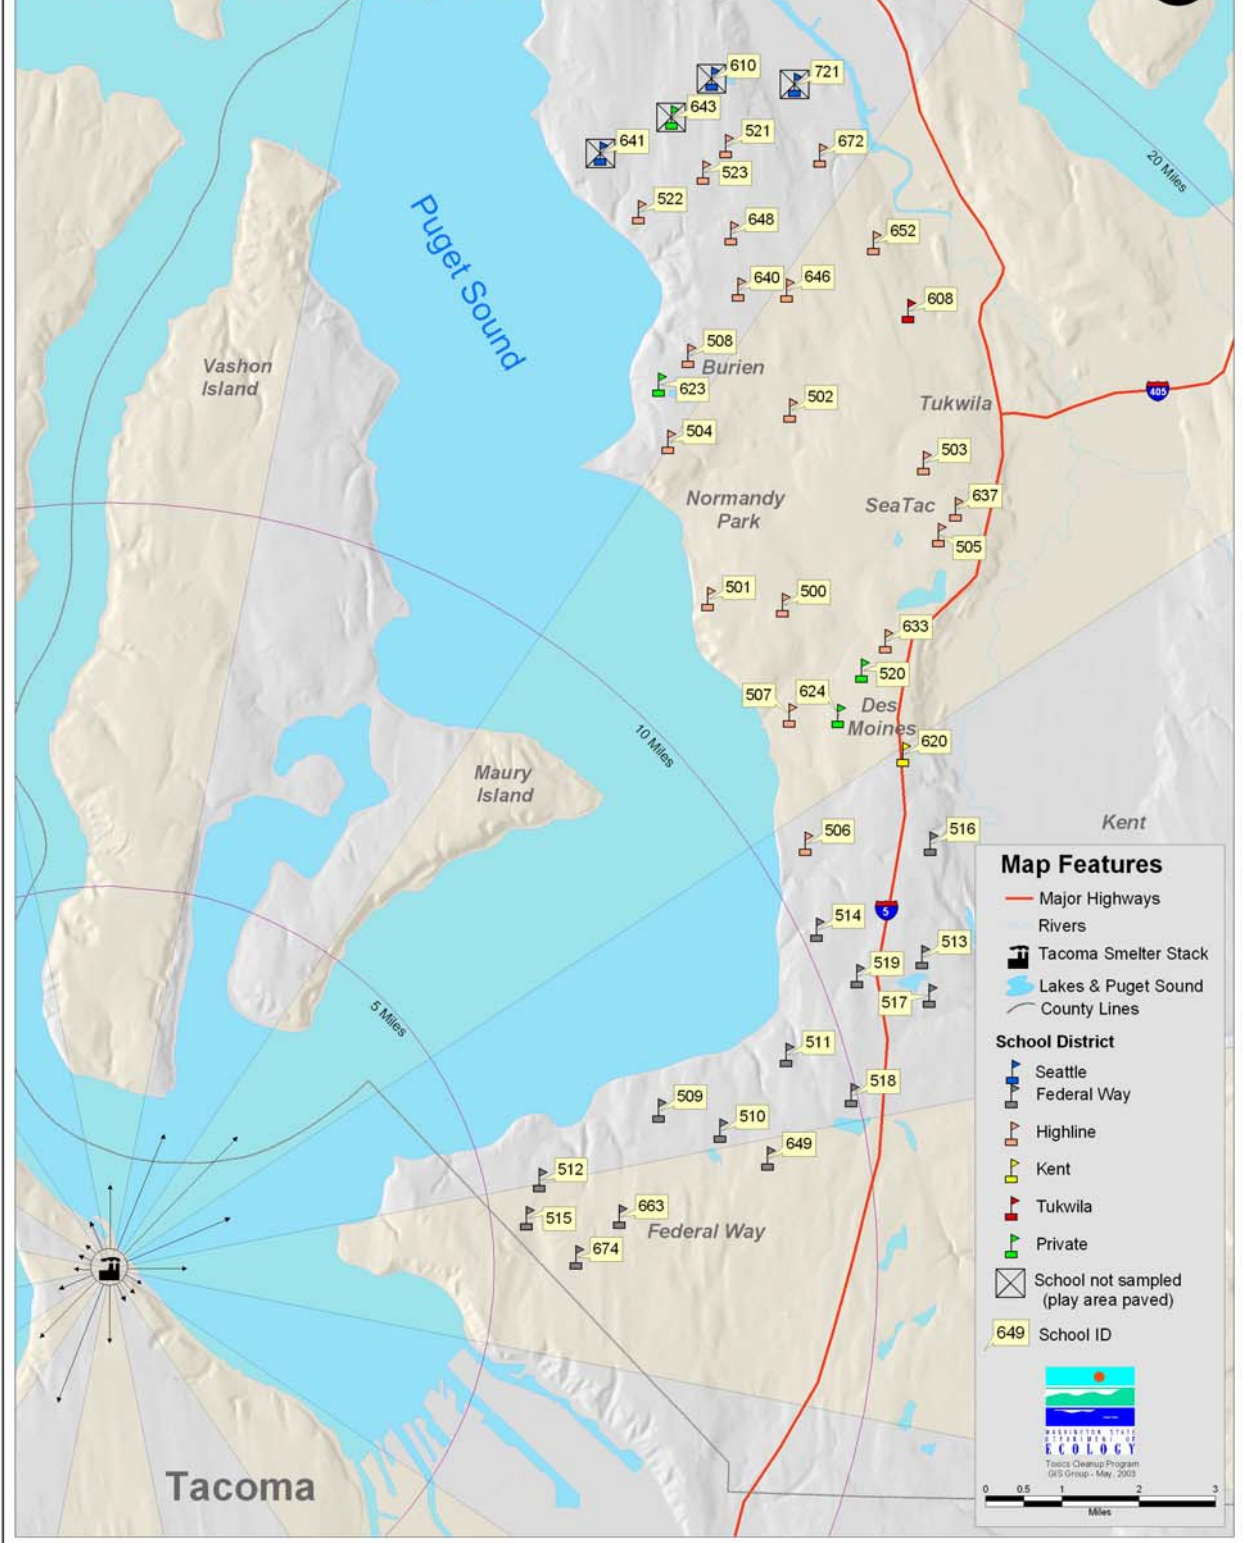 610
721
643
641
521
672
523
522
648
652
640
646
608
20 Miles
Puget Sound
508
Burien
623
Vashon
Island
502
405
Tukwila
504
503
Normandy
Park
SeaTac
637
505
501
500
633
520
507
624
Des
Moines
620
10 Miles
Maury
Island
506
516
Kent
514
5
513
519
517
5 Miles
511
518
509
510
649
512
515
663
Federal Way
674
Tacoma
Map Features
Major Highways
Rivers
Tacoma Smelter Stack
Lakes & Puget Sound
County Lines
School District
Seattle
Federal Way
Highline
Kent
Tukwila
Private
School not sampled
(play area paved)
649 School ID
WASHINGTON STATE
DEPARTMENT OF
ECOLOGY
Toxics Cleanup Program
GIS Group - May, 2003
0 0.5 1 2 3
Miles